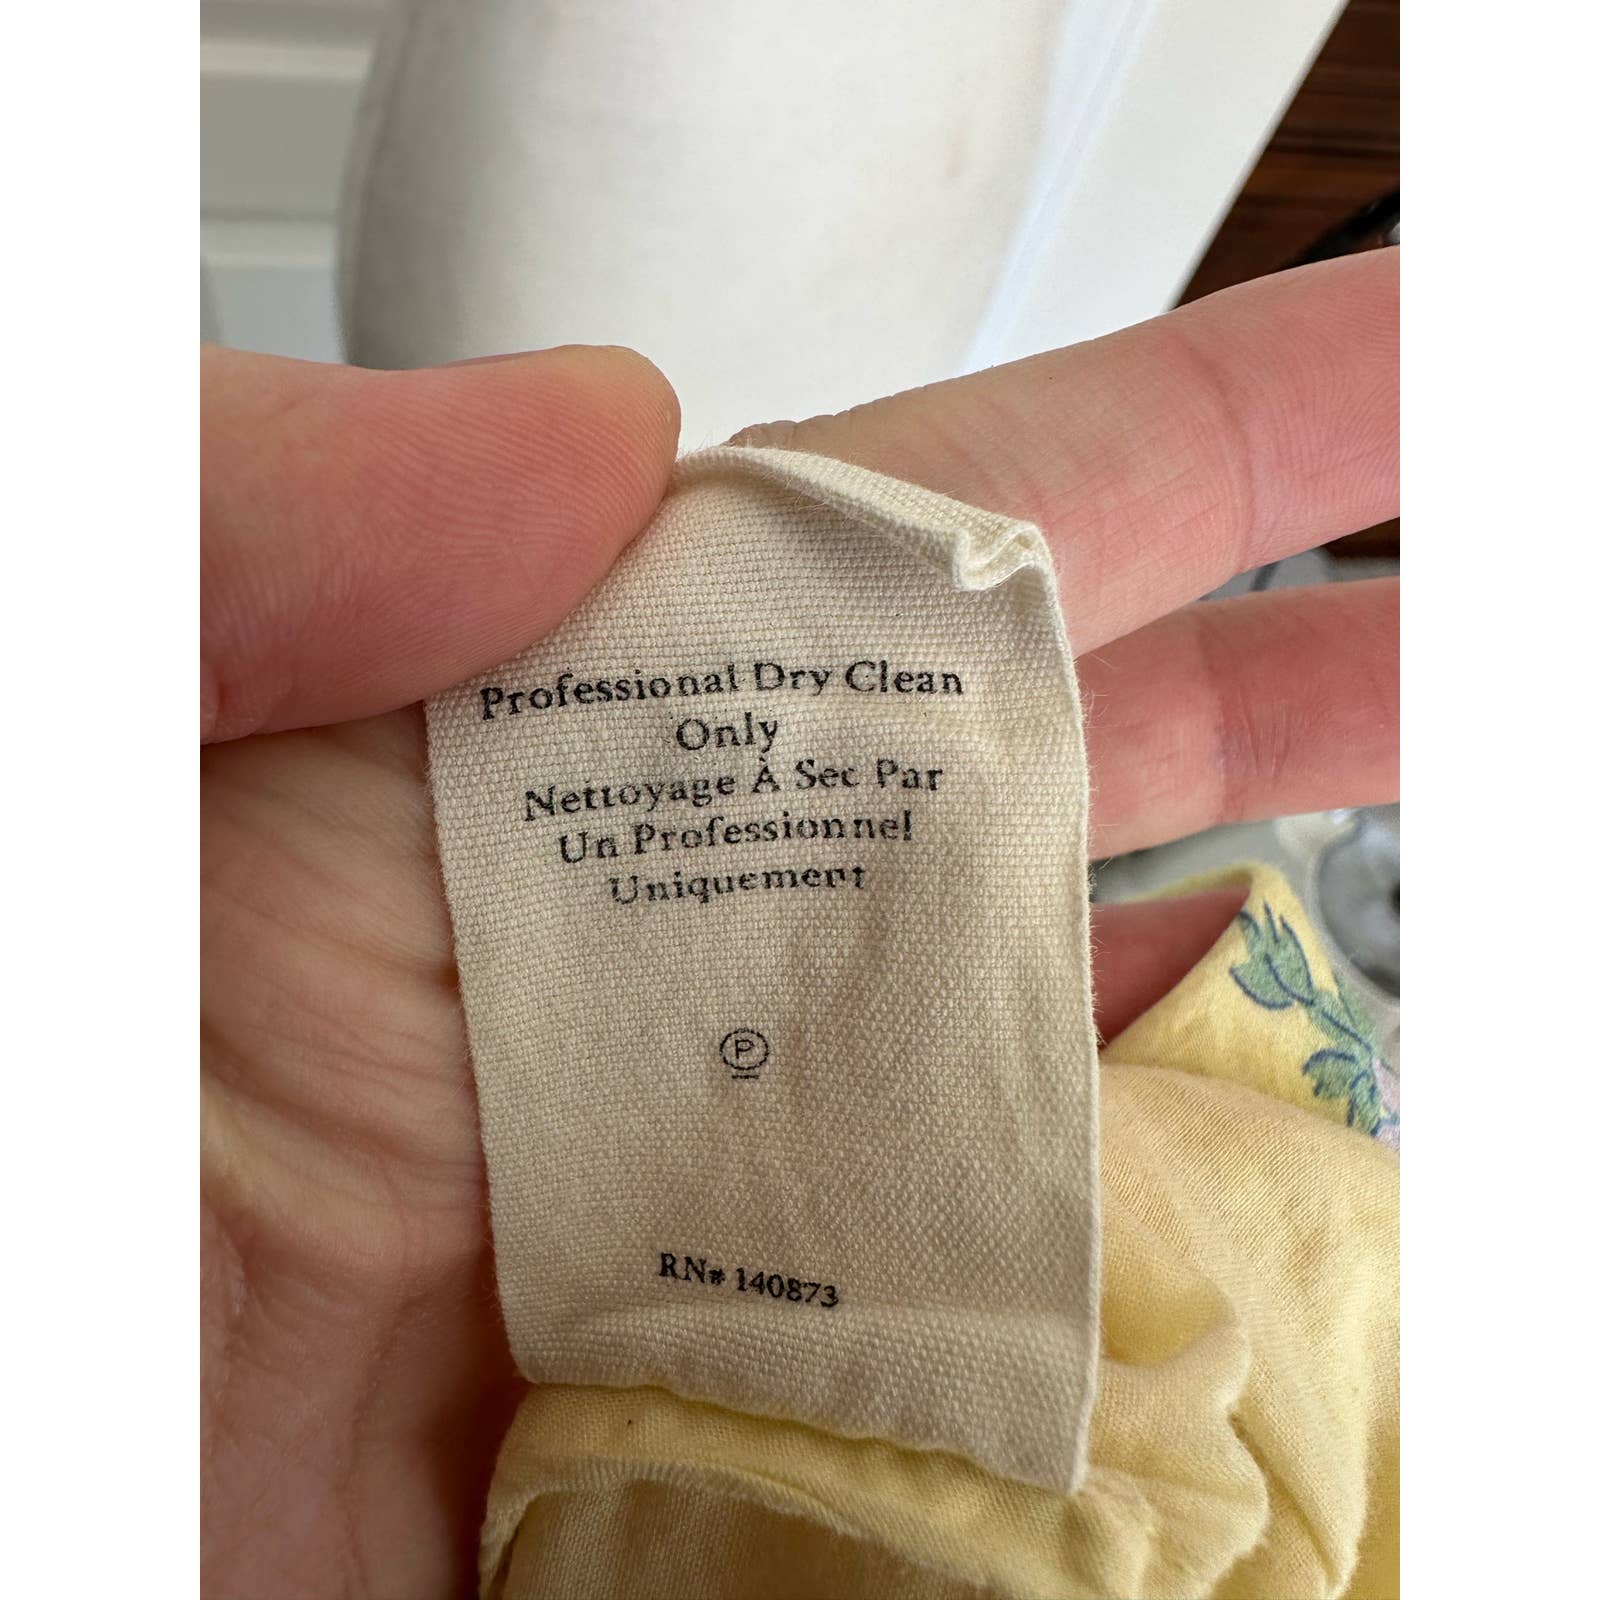 Professional Dry Clean
Only
Nettoyage À Sec Par
Un Professionnel
Uniquement
P
RN# 140873